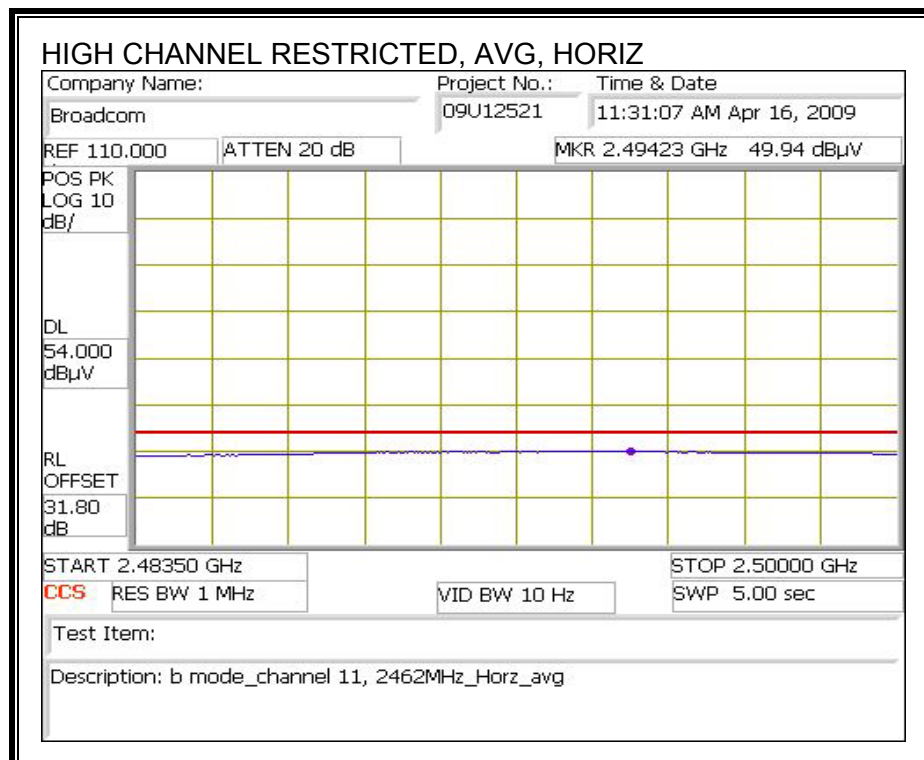 HIGH CHANNEL RESTRICTED, AVG, HORIZ
Company Name: Project No.: Time & Date
Broadcom 09U12521 11:31:07 AM Apr 16, 2009
REF 110.000 ATTEN 20 dB MKR 2.49423 GHz 49.94 dBµV
POS PK
LOG 10
dB/
DL
54.000
dBµV
RL
OFFSET
31.80
dB
START 2.48350 GHz STOP 2.50000 GHz
CCS RES BW 1 MHz VID BW 10 Hz SWP 5.00 sec
Test Item:
Description: b mode_channel 11, 2462MHz_Horz_avg